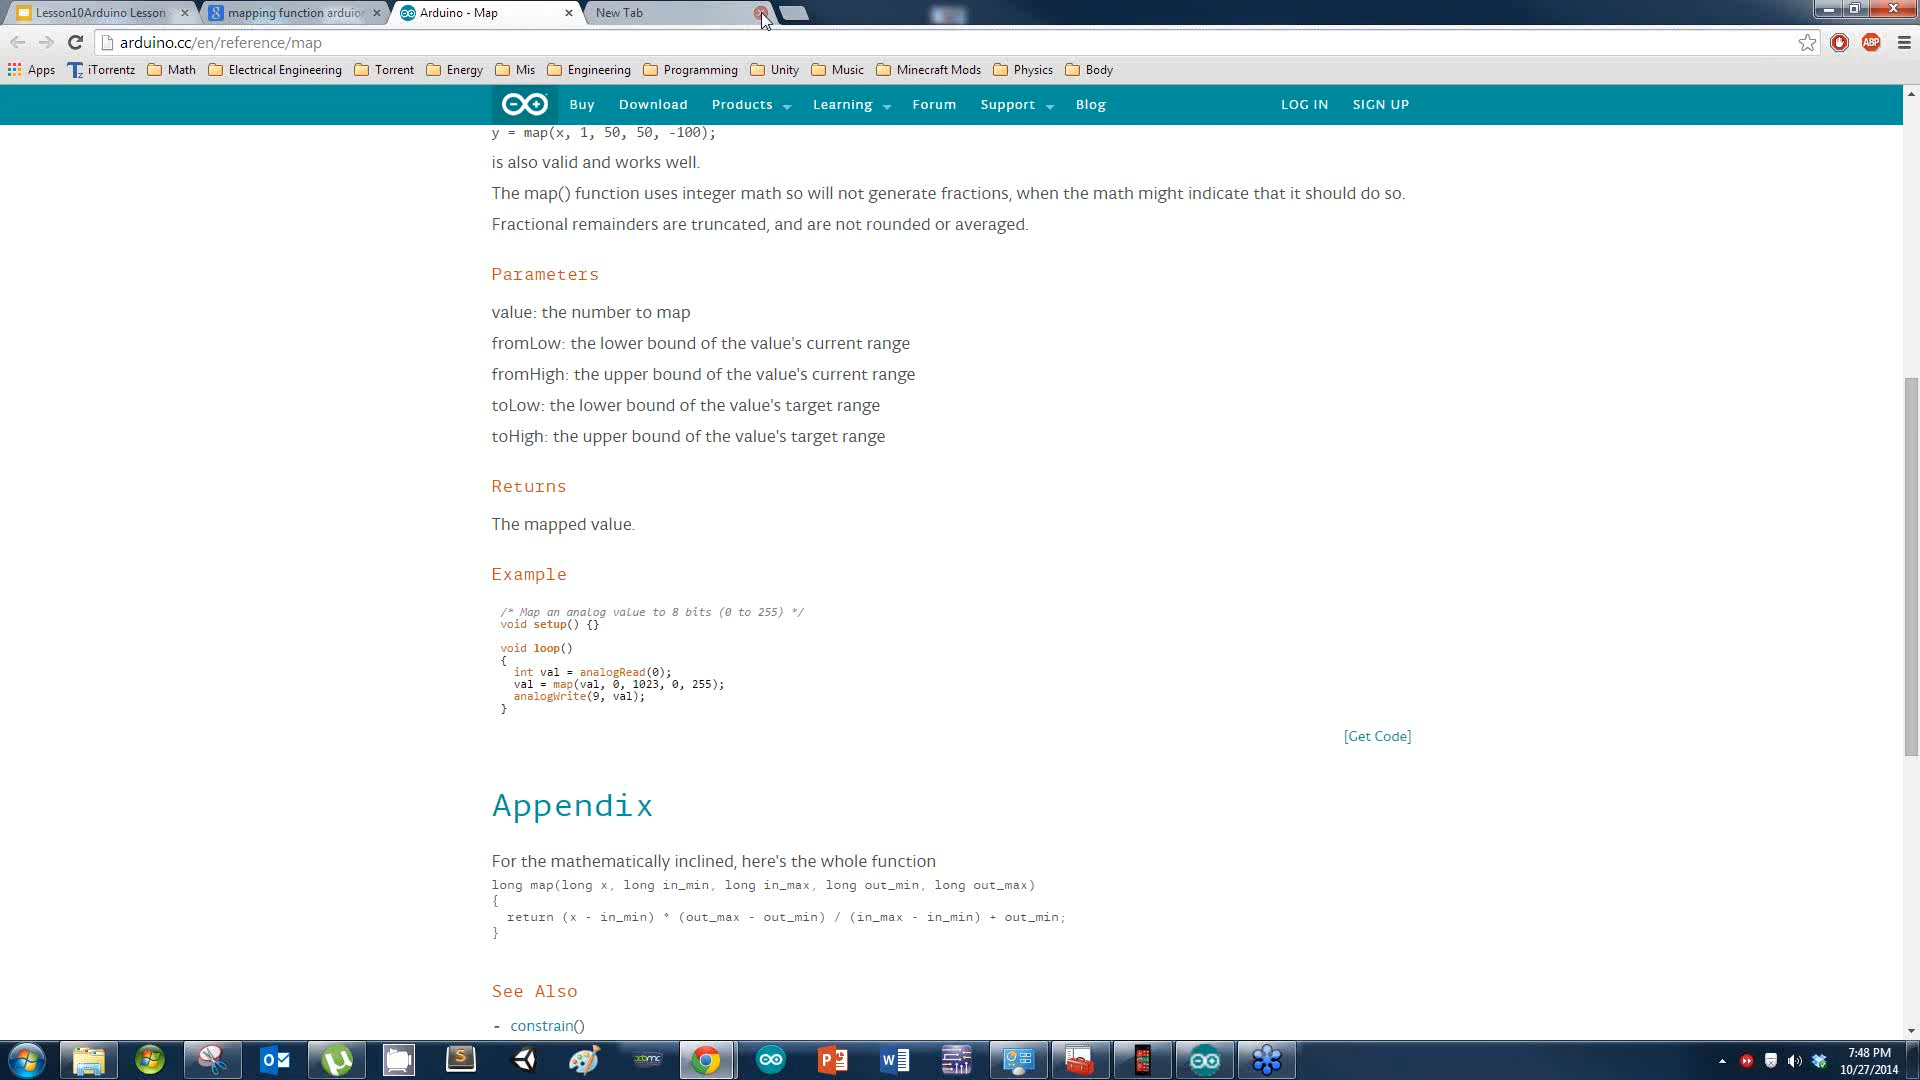 Lesson10Arduino Lesson
mapping function arduior
Arduino - Map
New Tab
arduino.cc/en/reference/map
ABP
Apps
iTorrentz
Math
Electrical Engineering
Torrent
Energy
Mis
Engineering
Programming
Unity
Music
Minecraft Mods
Physics
Body
Buy
Download
Products
Learning
Forum
Support
Blog
LOG IN
SIGN UP
y = map(x, 1, 50, 50, -100);
is also valid and works well.
The map() function uses integer math so will not generate fractions, when the math might indicate that it should do so.
Fractional remainders are truncated, and are not rounded or averaged.
Parameters
value: the number to map
fromLow: the lower bound of the value's current range
fromHigh: the upper bound of the value's current range
toLow: the lower bound of the value's target range
toHigh: the upper bound of the value's target range
Returns
The mapped value.
Example
/* Map an analog value to 8 bits (0 to 255) */
void setup() {}
void loop()
{
int val = analogRead(0);
val = map(val, 0, 1023, 0, 255);
analogWrite(9, val);
}
[Get Code]
Appendix
For the mathematically inclined, here's the whole function
long map(long x, long in_min, long in_max, long out_min, long out_max)
{
return (x - in_min) * (out_max - out_min) / (in_max - in_min) + out_min;
}
See Also
- constrain()
xbmc
7:48 PM
10/27/2014